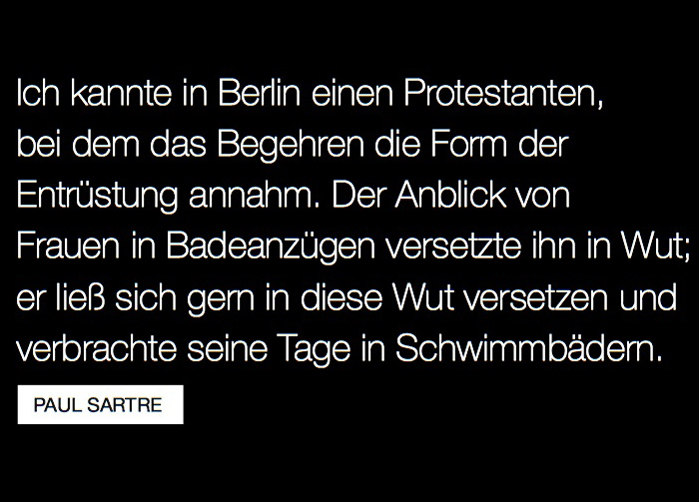 Ich kannte in Berlin einen Protestanten,
bei dem das Begehren die Form der
Entrüstung annahm. Der Anblick von
Frauen in Badeanzügen versetzte ihn in Wut;
er ließ sich gern in diese Wut versetzen und
verbrachte seine Tage in Schwimmbädern.
PAUL SARTRE